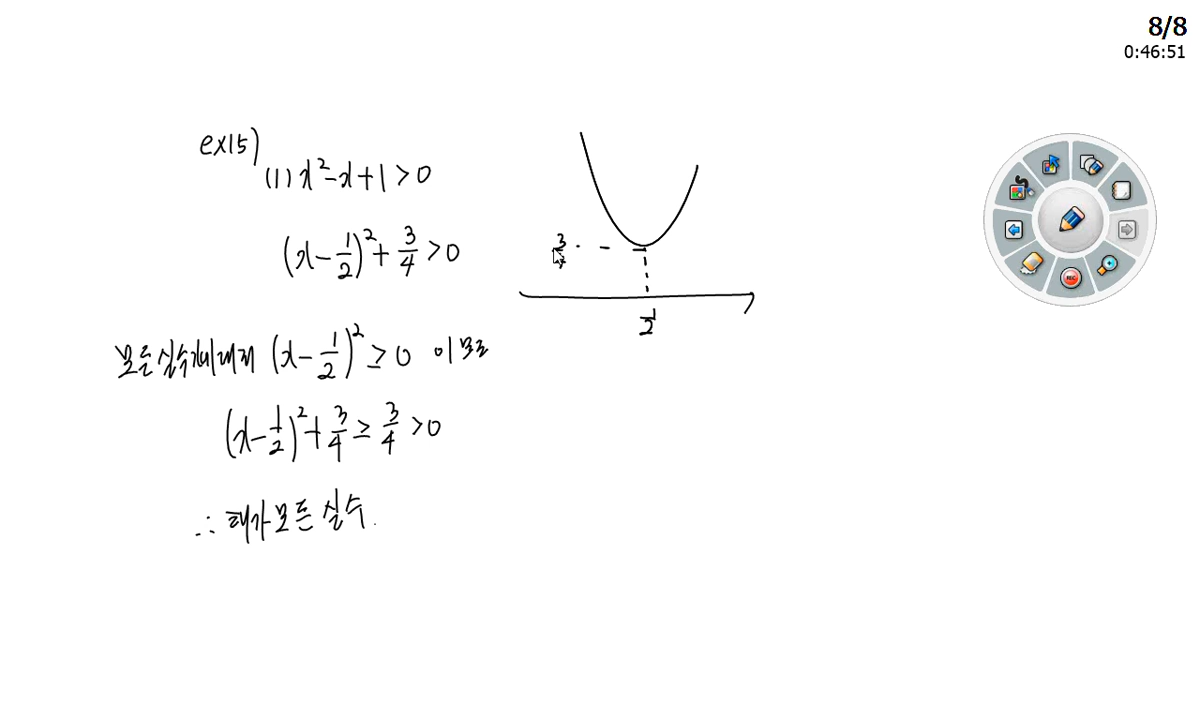 8/8
0:46:51
ex15)
(1) x²-x+1>0
(x-1/2)²+3/4>0
모든 실수에 대해 (x-1/2)²≥0 이므로
(x-1/2)²+3/4≥3/4>0
∴ 해가 모든 실수.
3/4
1/2
REC